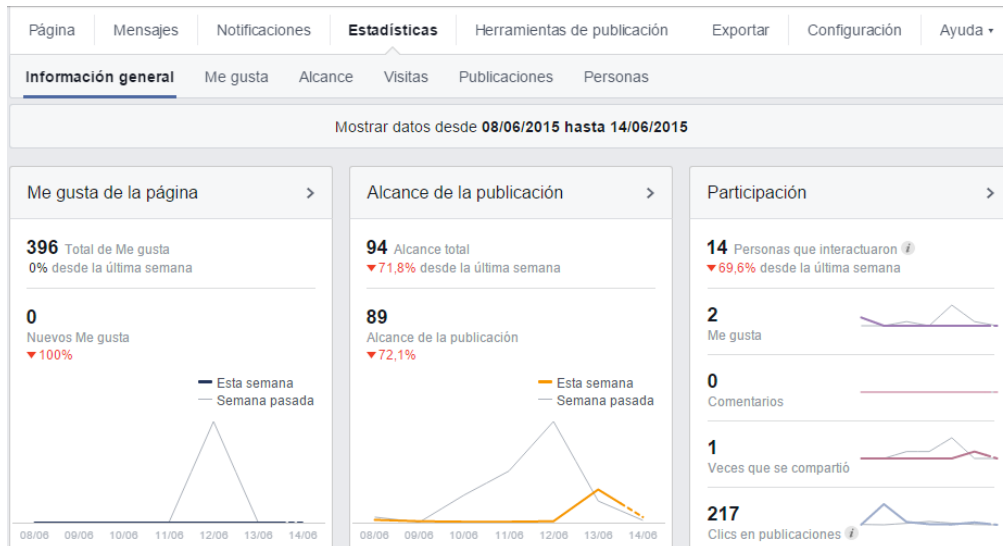 Página Mensajes Notificaciones Estadísticas Herramientas de publicación Exportar Configuración Ayuda
Información general Me gusta Alcance Visitas Publicaciones Personas
Mostrar datos desde 08/06/2015 hasta 14/06/2015
Me gusta de la página
396 Total de Me gusta
0% desde la última semana
0
Nuevos Me gusta
▼100%
Esta semana
Semana pasada
08/06 09/06 10/06 11/06 12/06 13/06 14/06
Alcance de la publicación
94 Alcance total
▼71,8% desde la última semana
89
Alcance de la publicación
▼72,1%
Esta semana
Semana pasada
08/06 09/06 10/06 11/06 12/06 13/06 14/06
Participación
14 Personas que interactuaron i
▼69,6% desde la última semana
2
Me gusta
0
Comentarios
1
Veces que se compartió
217
Clics en publicaciones i